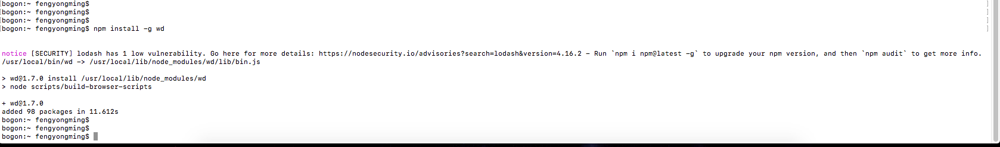 [bogon:~ fengyongming$ ]
[bogon:~ fengyongming$ ]
[bogon:~ fengyongming$ ]
[bogon:~ fengyongming$ npm install -g wd ]
notice [SECURITY] lodash has 1 low vulnerability. Go here for more details: https://nodesecurity.io/advisories?search=lodash&version=4.16.2 - Run `npm i npm@latest -g` to upgrade your npm version, and then `npm audit` to get more info.
/usr/local/bin/wd -> /usr/local/lib/node_modules/wd/lib/bin.js
> wd@1.7.0 install /usr/local/lib/node_modules/wd
> node scripts/build-browser-scripts
+ wd@1.7.0
added 98 packages in 11.612s
bogon:~ fengyongming$
bogon:~ fengyongming$
bogon:~ fengyongming$